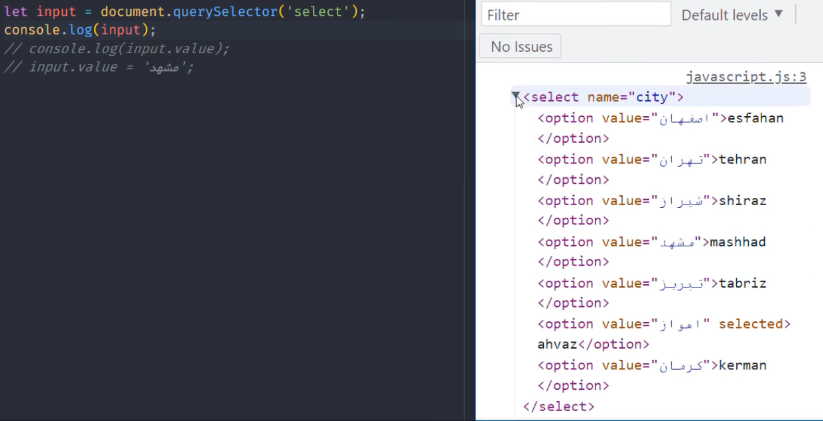 let input = document.querySelector('select');
console.log(input);
// console.log(input.value);
// input.value = 'مشهد';
Filter
Default levels ▼
No Issues
javascript.js:3
▼<select name="city">
<option value="اصفهان">esfahan
</option>
<option value="تهران">tehran
</option>
<option value="شیراز">shiraz
</option>
<option value="مشهد">mashhad
</option>
<option value="تبریز">tabriz
</option>
<option value="اهواز" selected>
ahvaz</option>
<option value="کرمان">kerman
</option>
</select>